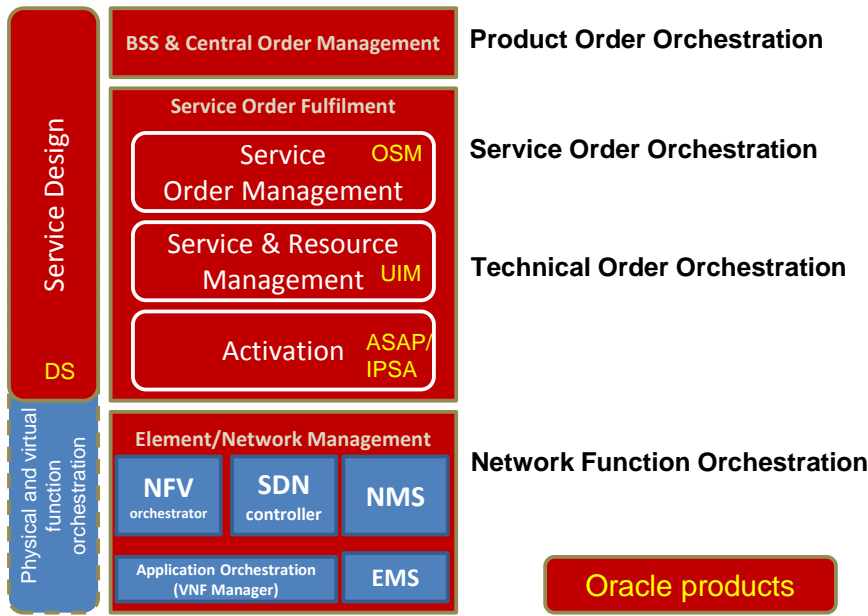 BSS & Central Order Management
Product Order Orchestration
Service Design
DS
Service Order Fulfilment
Service
OSM
Order Management
Service Order Orchestration
Service & Resource
Management
UIM
Technical Order Orchestration
Activation
ASAP/
IPSA
Physical and virtual
function
orchestration
Element/Network Management
Network Function Orchestration
NFV
orchestrator
SDN
controller
NMS
Application Orchestration
(VNF Manager)
EMS
Oracle products